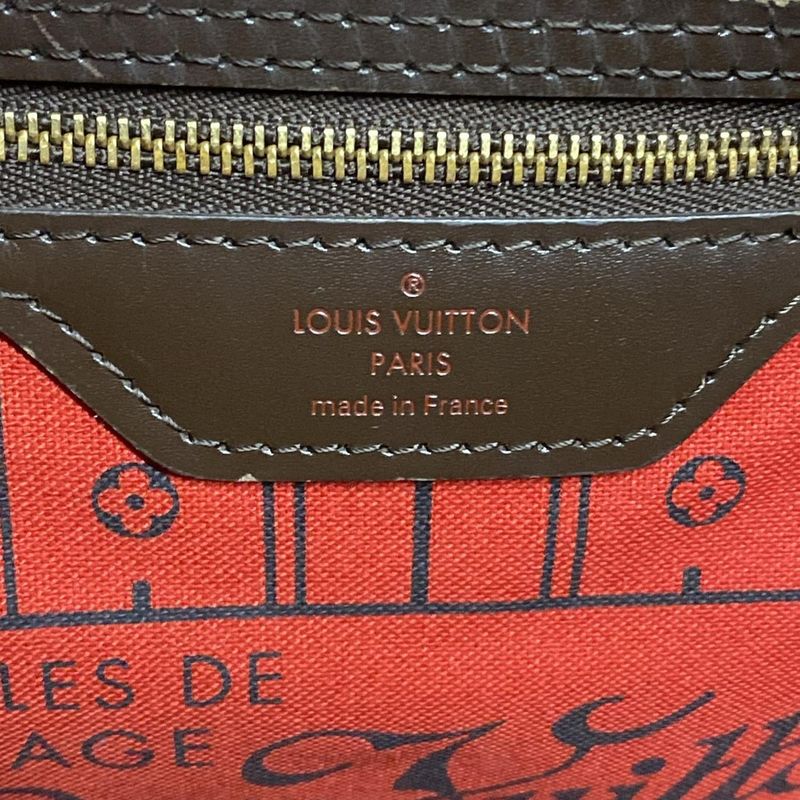 ®
LOUIS VUITTON
PARIS
made in France
LES DE
AGE